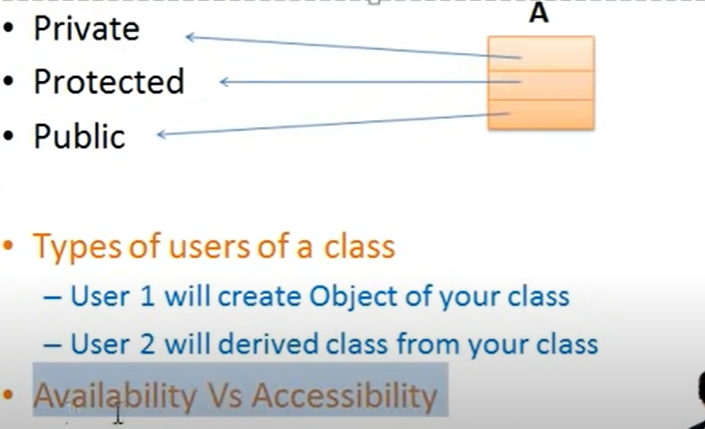 A
• Private
• Protected
• Public
• Types of users of a class
– User 1 will create Object of your class
– User 2 will derived class from your class
• Availability Vs Accessibility